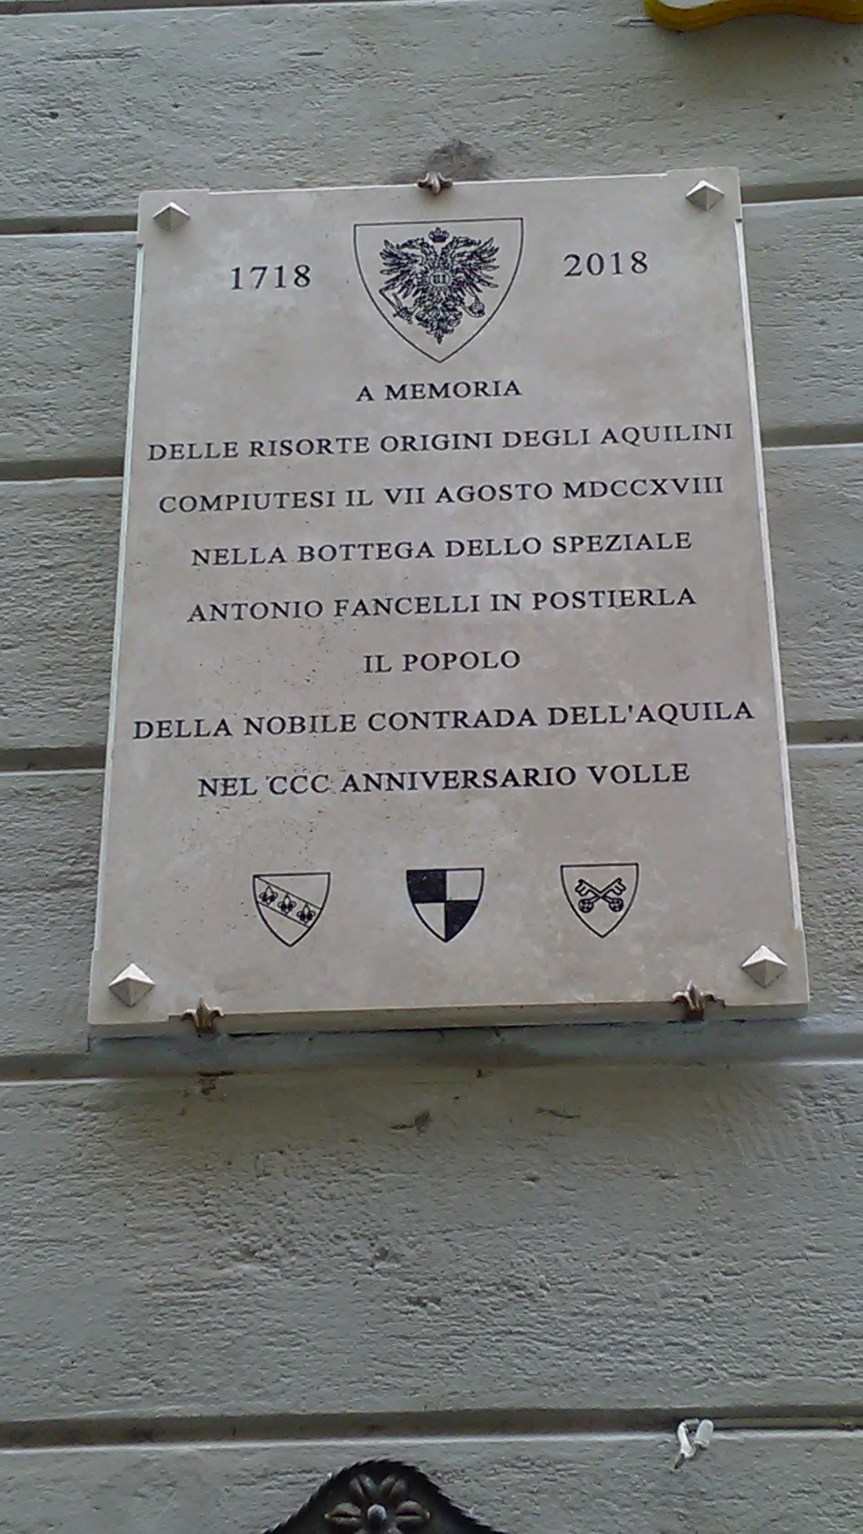 1718 2018
A MEMORIA
DELLE RISORTE ORIGINI DEGLI AQUILINI
COMPIUTESI IL VII AGOSTO MDCCXVIII
NELLA BOTTEGA DELLO SPEZIALE
ANTONIO FANCELLI IN POSTIERLA
IL POPOLO
DELLA NOBILE CONTRADA DELL'AQUILA
NEL CCC ANNIVERSARIO VOLLE